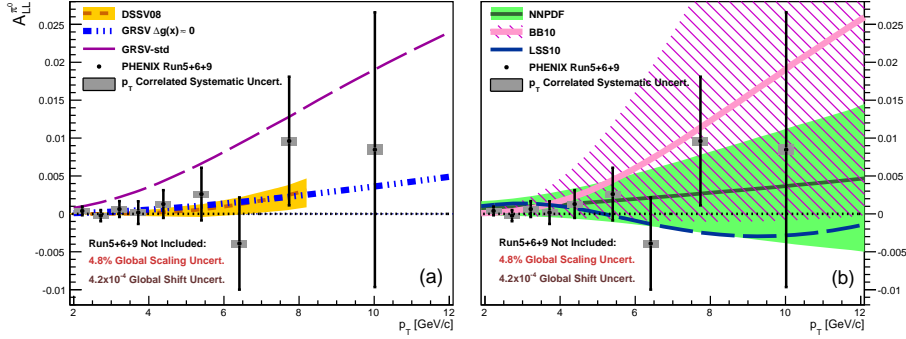 A_LL^π⁰
DSSV08
GRSV Δg(x) ≈ 0
GRSV-std
PHENIX Run5+6+9
p_T Correlated Systematic Uncert.
0.025
0.02
0.015
0.01
0.005
0
-0.005
-0.01
Run5+6+9 Not Included:
4.8% Global Scaling Uncert.
4.2x10⁻⁴ Global Shift Uncert.
(a)
2 4 6 8 10 12
p_T [GeV/c]
NNPDF
BB10
LSS10
PHENIX Run5+6+9
p_T Correlated Systematic Uncert.
Run5+6+9 Not Included:
4.8% Global Scaling Uncert.
4.2x10⁻⁴ Global Shift Uncert.
(b)
2 4 6 8 10 12
p_T [GeV/c]
0.025
0.02
0.015
0.01
0.005
0
-0.005
-0.01